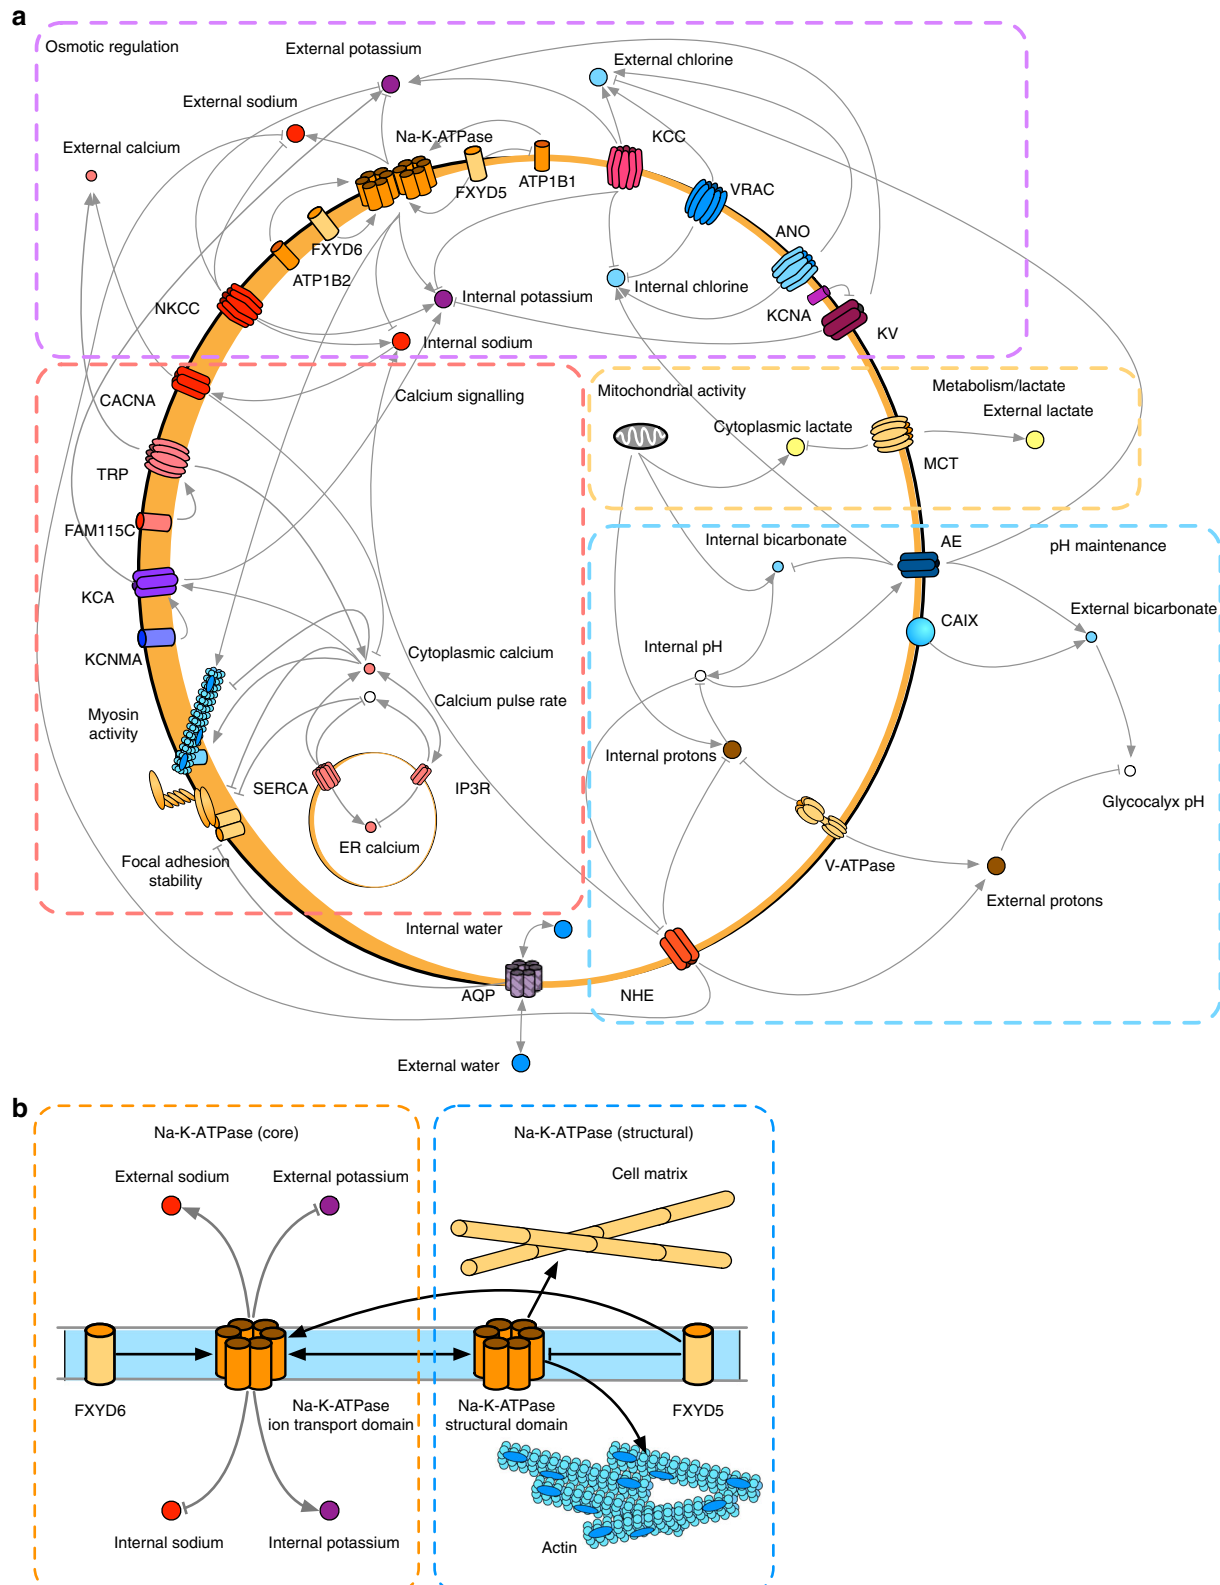 a
Osmotic regulation
External potassium
External chlorine
External sodium
Na-K-ATPase
KCC
External calcium
FXYD5
ATP1B1
VRAC
ANO
FXYD6
ATP1B2
NKCC
Internal potassium
Internal chlorine
KCNA
KV
Internal sodium
CACNA
Calcium signalling
Mitochondrial activity
Metabolism/lactate
External lactate
Cytoplasmic lactate
MCT
TRP
FAM115C
Internal bicarbonate
AE
pH maintenance
KCA
CAIX
External bicarbonate
KCNMA
Cytoplasmic calcium
Internal pH
Calcium pulse rate
Myosin
activity
Internal protons
SERCA
IP3R
Glycocalyx pH
ER calcium
Focal adhesion
stability
V-ATPase
External protons
Internal water
AQP
NHE
External water
b
Na-K-ATPase (core)
Na-K-ATPase (structural)
External sodium
External potassium
Cell matrix
FXYD6
Na-K-ATPase
ion transport domain
Na-K-ATPase
structural domain
FXYD5
Internal sodium
Internal potassium
Actin